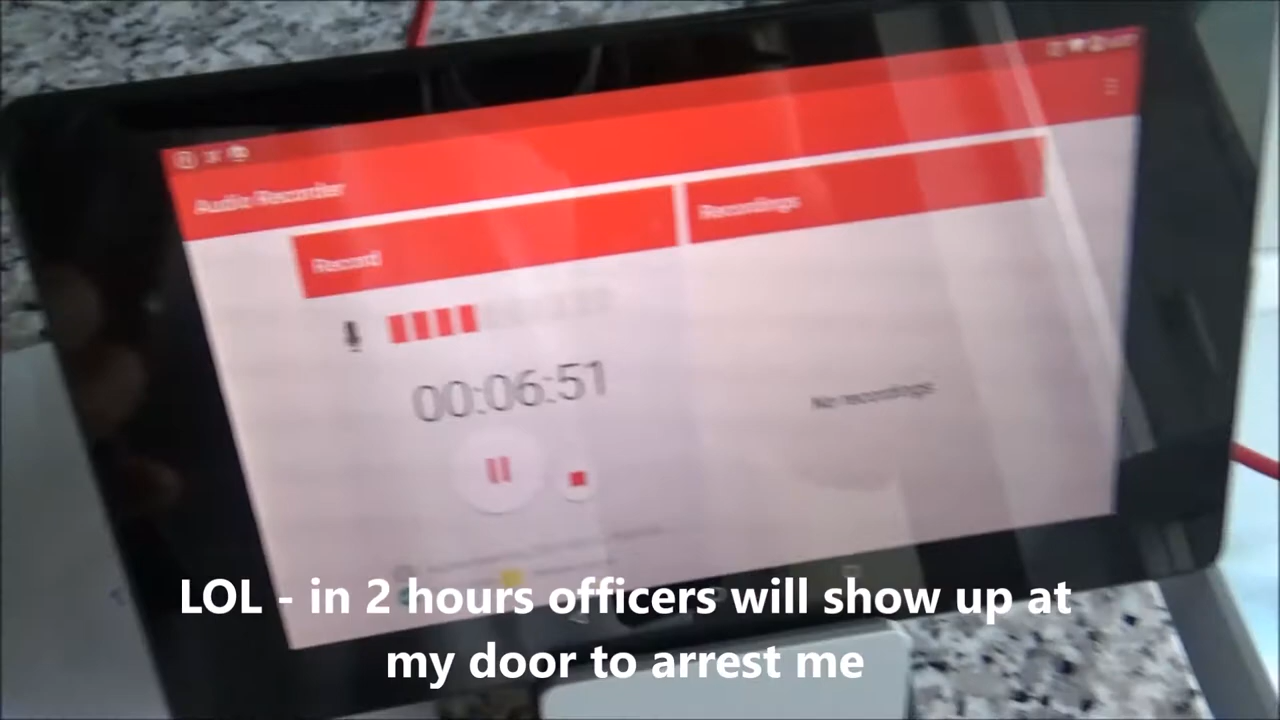 Audio Recorder
Record
Recordings
00:06:51
No recordings
LOL - in 2 hours officers will show up at
my door to arrest me